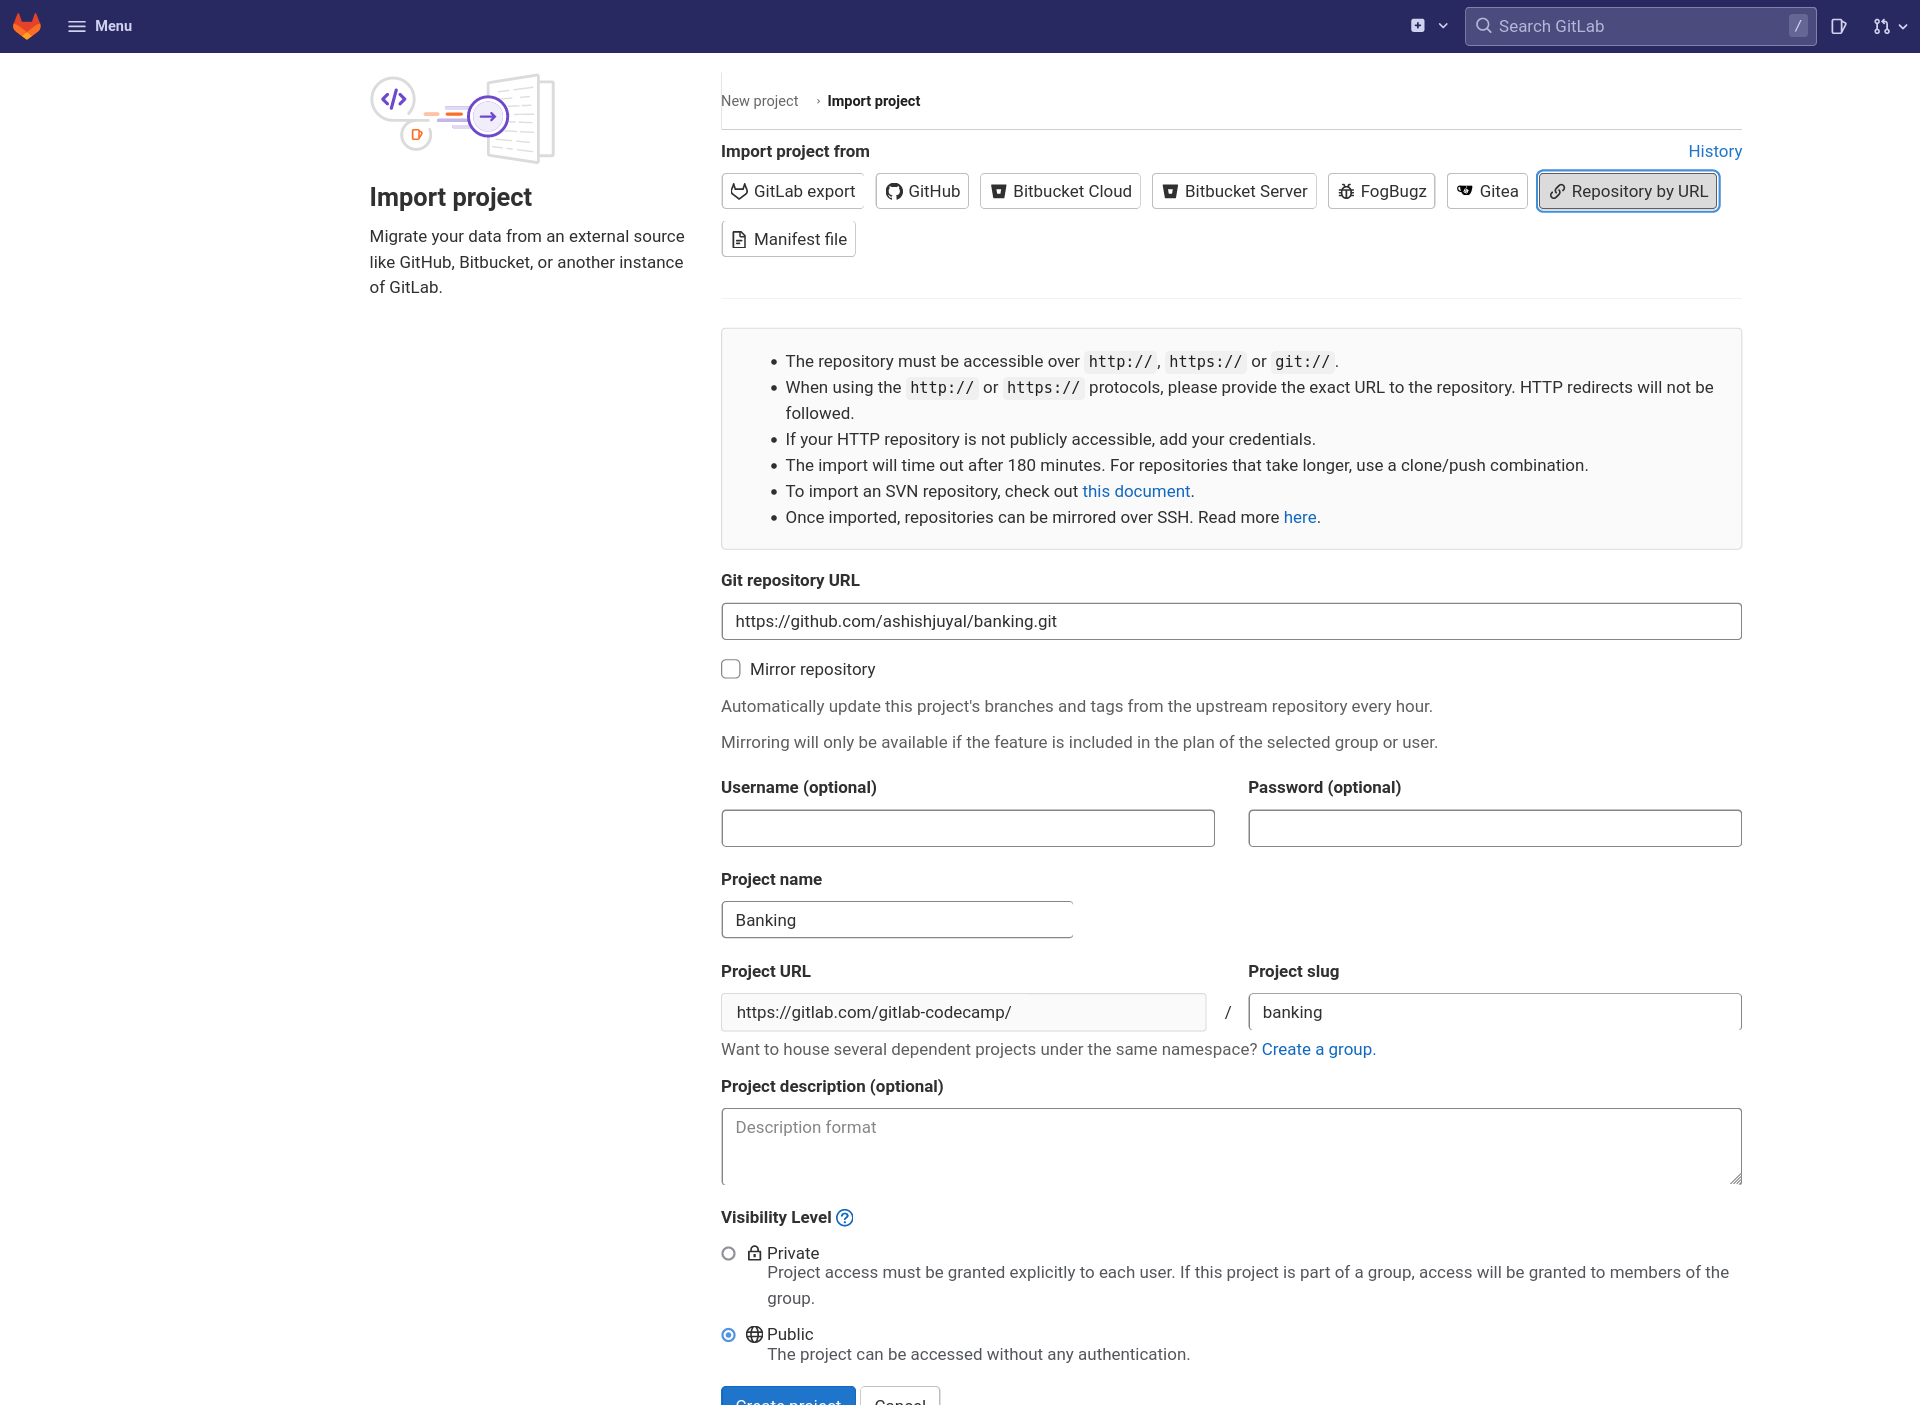 Menu
Search GitLab
/
Import project
Migrate your data from an external source
like GitHub, Bitbucket, or another instance
of GitLab.
New project › Import project
Import project from
History
GitLab export
GitHub
Bitbucket Cloud
Bitbucket Server
FogBugz
Gitea
Repository by URL
Manifest file
• The repository must be accessible over http://, https:// or git://.
• When using the http:// or https:// protocols, please provide the exact URL to the repository. HTTP redirects will not be
followed.
• If your HTTP repository is not publicly accessible, add your credentials.
• The import will time out after 180 minutes. For repositories that take longer, use a clone/push combination.
• To import an SVN repository, check out this document.
• Once imported, repositories can be mirrored over SSH. Read more here.
Git repository URL
https://github.com/ashishjuyal/banking.git
Mirror repository
Automatically update this project's branches and tags from the upstream repository every hour.
Mirroring will only be available if the feature is included in the plan of the selected group or user.
Username (optional)
Password (optional)
Project name
Banking
Project URL
Project slug
https://gitlab.com/gitlab-codecamp/
/
banking
Want to house several dependent projects under the same namespace? Create a group.
Project description (optional)
Description format
Visibility Level
Private
Project access must be granted explicitly to each user. If this project is part of a group, access will be granted to members of the
group.
Public
The project can be accessed without any authentication.
Create project
Cancel